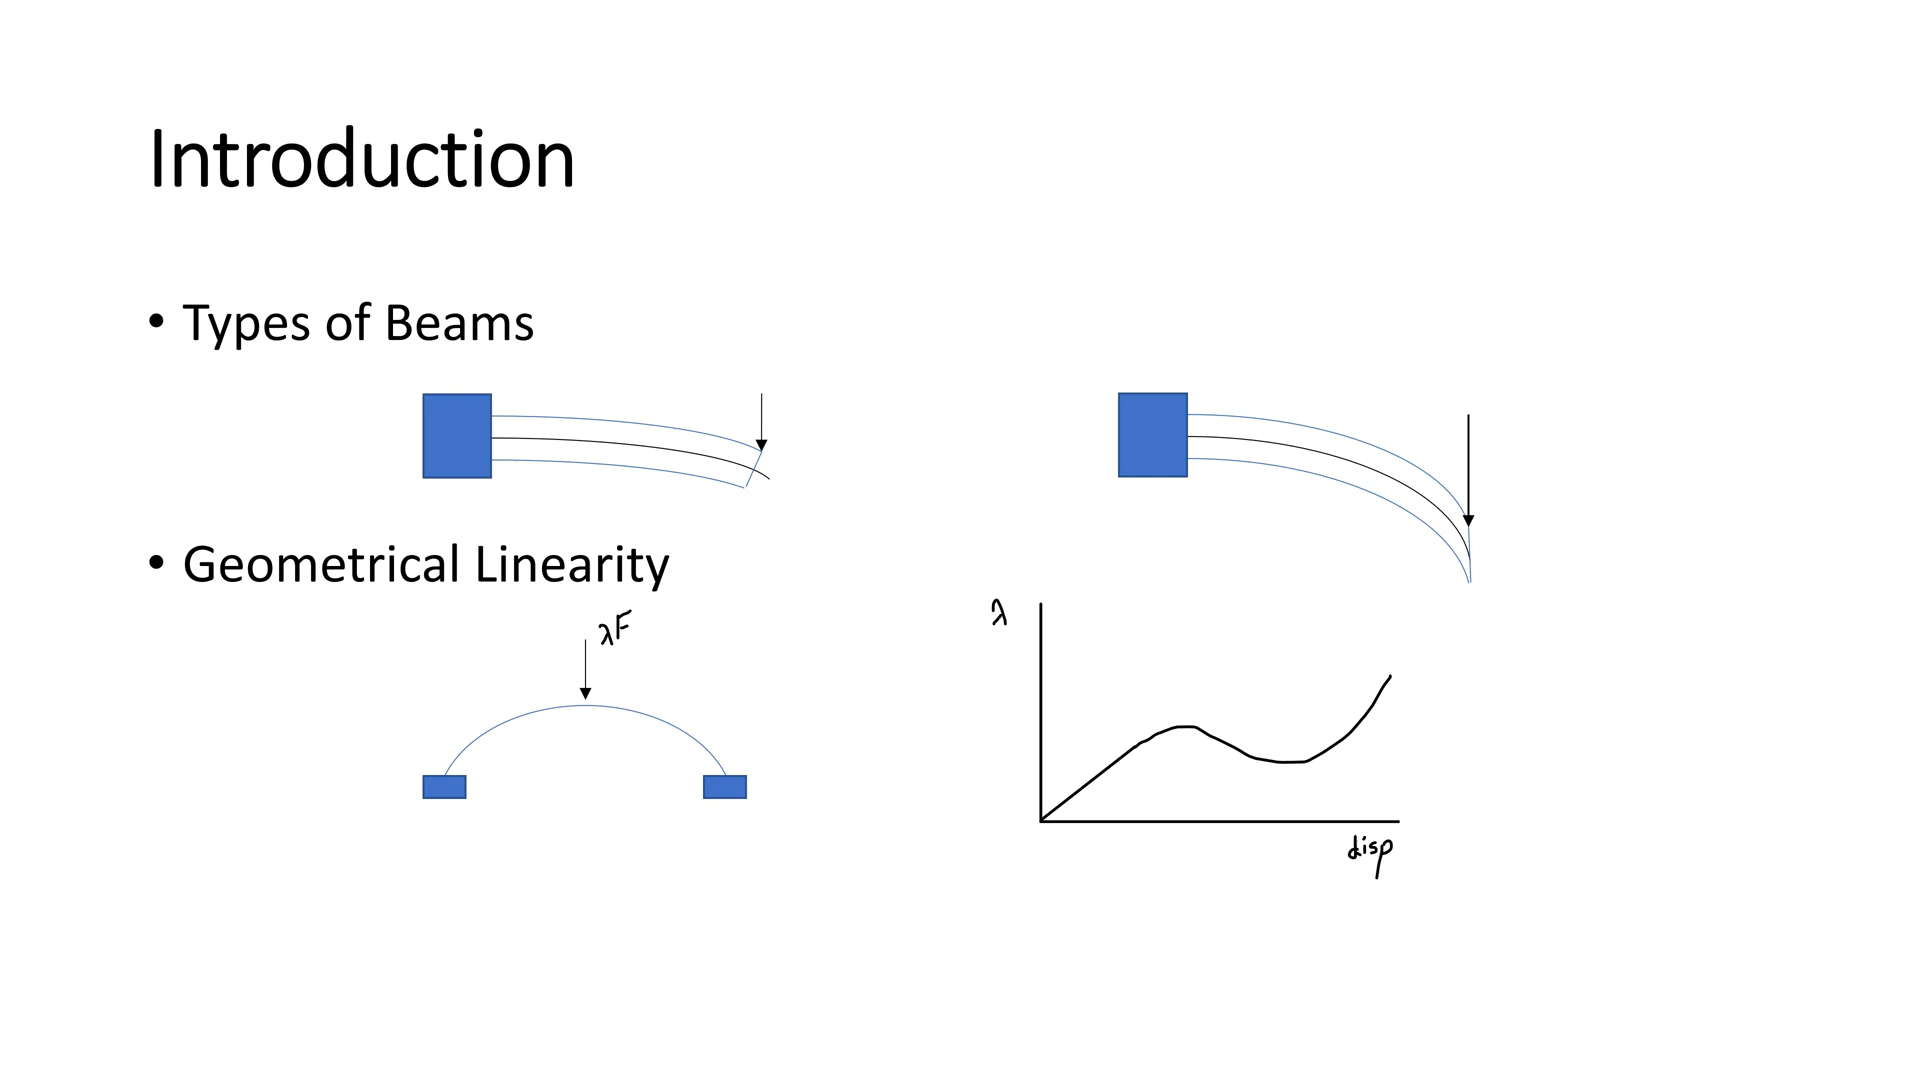 Introduction
• Types of Beams
• Geometrical Linearity
λF
λ
disp